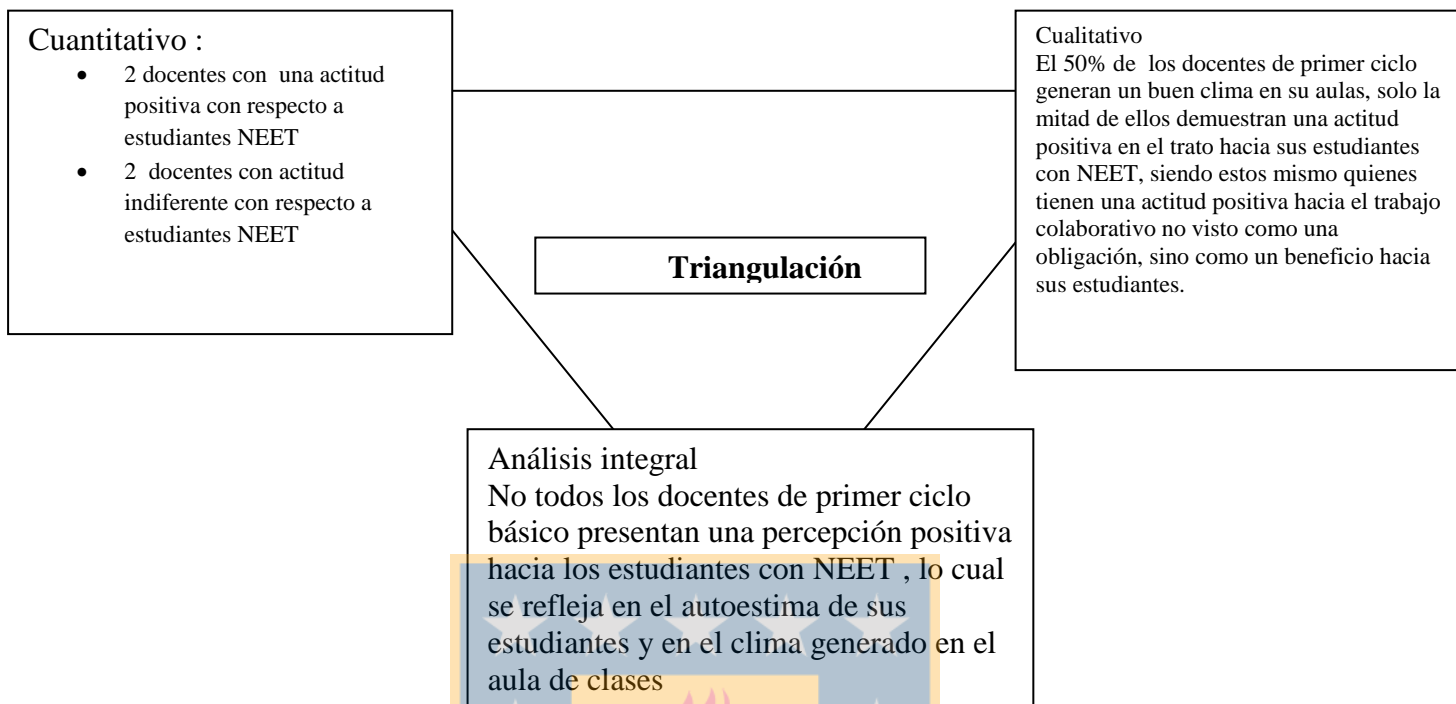 Cuantitativo :
• 2 docentes con una actitud
positiva con respecto a
estudiantes NEET
• 2 docentes con actitud
indiferente con respecto a
estudiantes NEET
Cualitativo
El 50% de los docentes de primer ciclo
generan un buen clima en su aulas, solo la
mitad de ellos demuestran una actitud
positiva en el trato hacia sus estudiantes
con NEET, siendo estos mismo quienes
tienen una actitud positiva hacia el trabajo
colaborativo no visto como una
obligación, sino como un beneficio hacia
sus estudiantes.
Triangulación
Análisis integral
No todos los docentes de primer ciclo
básico presentan una percepción positiva
hacia los estudiantes con NEET , lo cual
se refleja en el autoestima de sus
estudiantes y en el clima generado en el
aula de clases